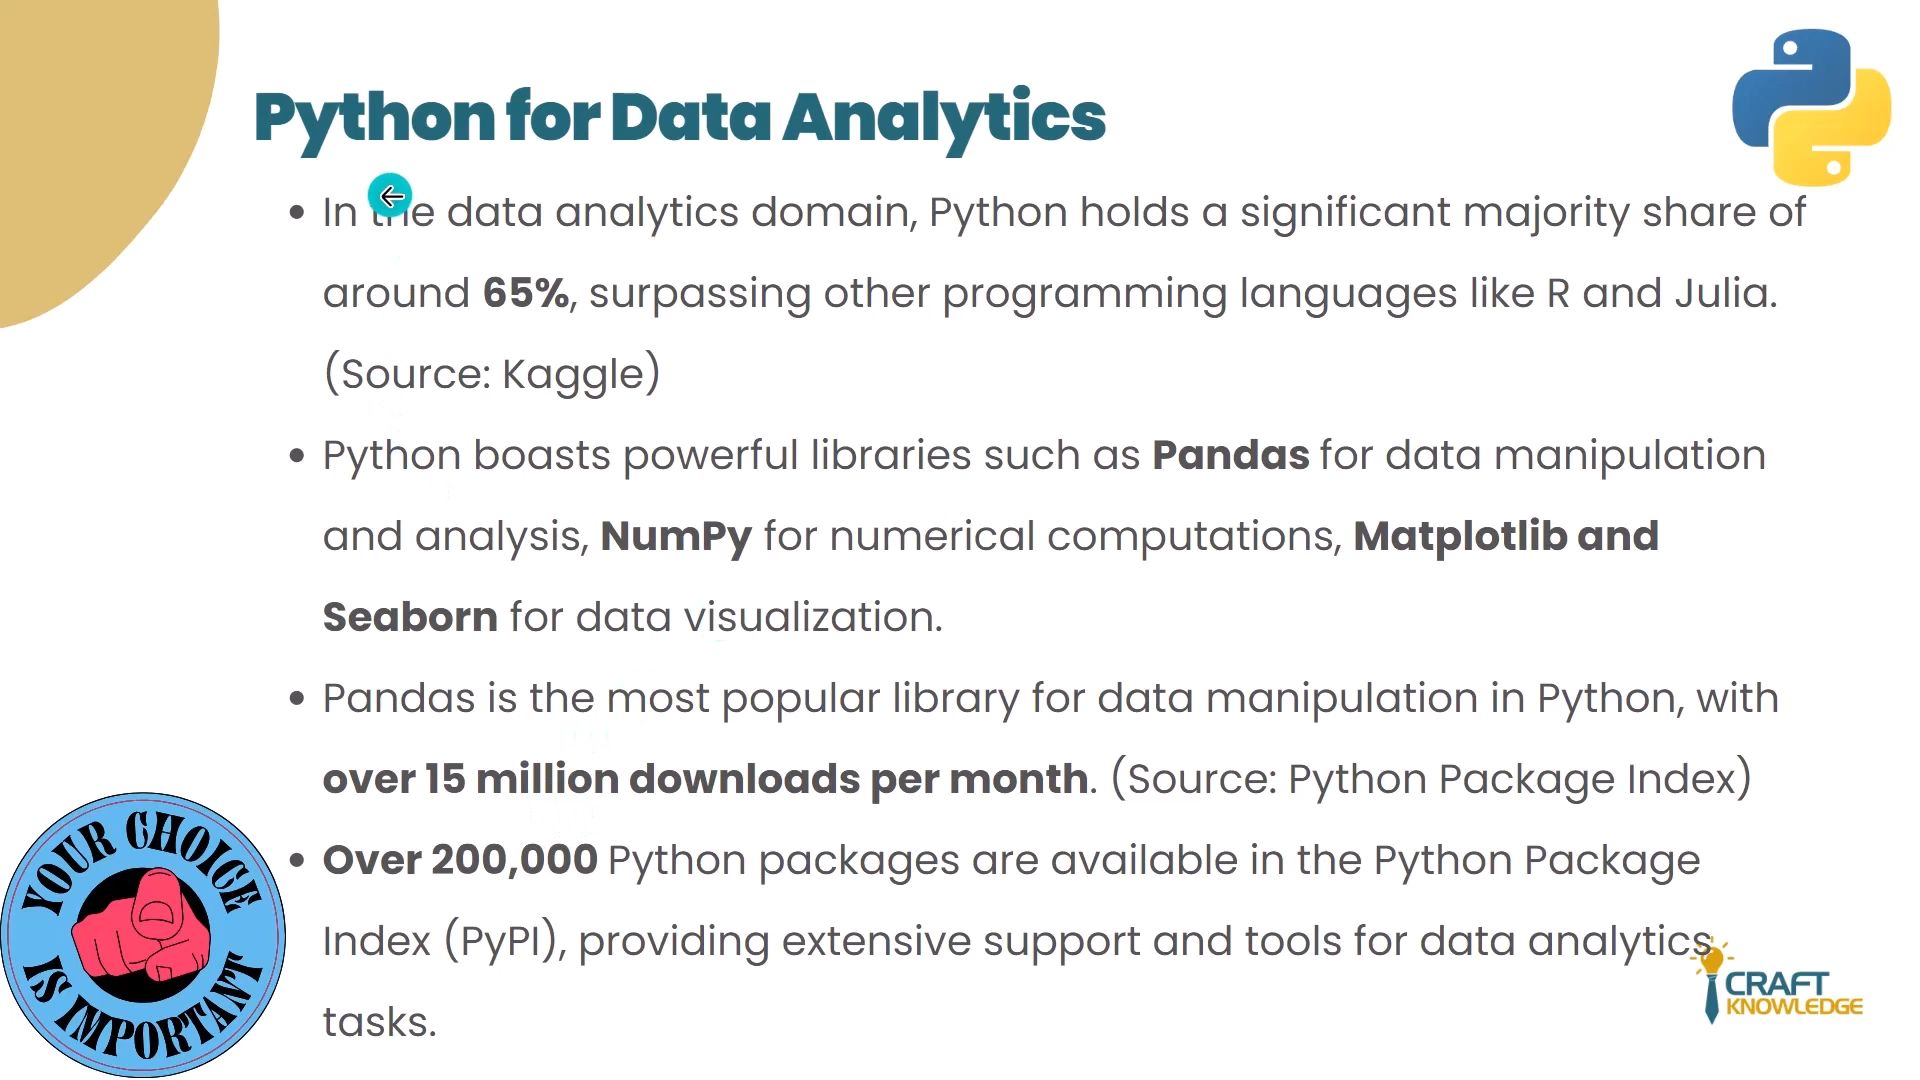 Python for Data Analytics
• In the data analytics domain, Python holds a significant majority share of
around 65%, surpassing other programming languages like R and Julia.
(Source: Kaggle)
• Python boasts powerful libraries such as Pandas for data manipulation
and analysis, NumPy for numerical computations, Matplotlib and
Seaborn for data visualization.
• Pandas is the most popular library for data manipulation in Python, with
over 15 million downloads per month. (Source: Python Package Index)
• Over 200,000 Python packages are available in the Python Package
Index (PyPI), providing extensive support and tools for data analytics
tasks.
YOUR CHOICE
IS IMPORTANT
CRAFT
KNOWLEDGE